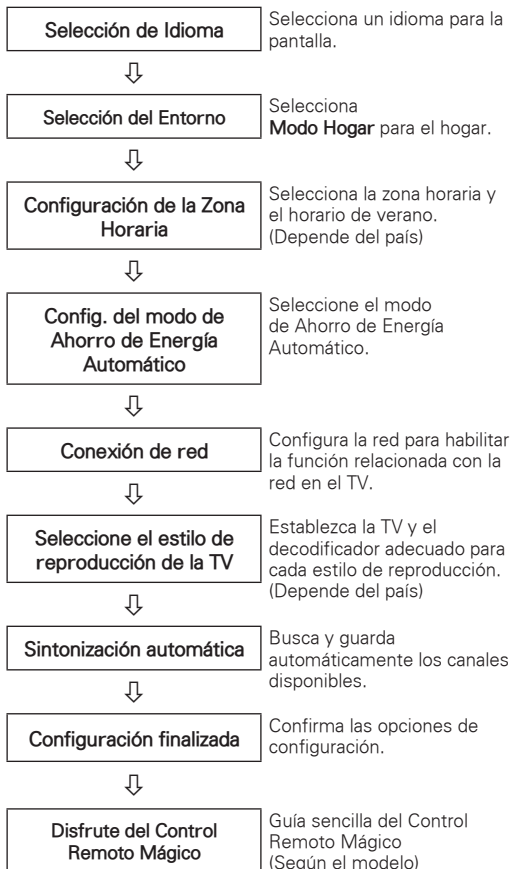 Selección de Idioma
Selecciona un idioma para la
pantalla.
Selección del Entorno
Selecciona
Modo Hogar para el hogar.
Configuración de la Zona
Horaria
Selecciona la zona horaria y
el horario de verano.
(Depende del país)
Config. del modo de
Ahorro de Energía
Automático
Seleccione el modo
de Ahorro de Energía
Automático.
Conexión de red
Configura la red para habilitar
la función relacionada con la
red en el TV.
Seleccione el estilo de
reproducción de la TV
Establezca la TV y el
decodificador adecuado para
cada estilo de reproducción.
(Depende del país)
Sintonización automática
Busca y guarda
automáticamente los canales
disponibles.
Configuración finalizada
Confirma las opciones de
configuración.
Disfrute del Control
Remoto Mágico
Guía sencilla del Control
Remoto Mágico
(Según el modelo)